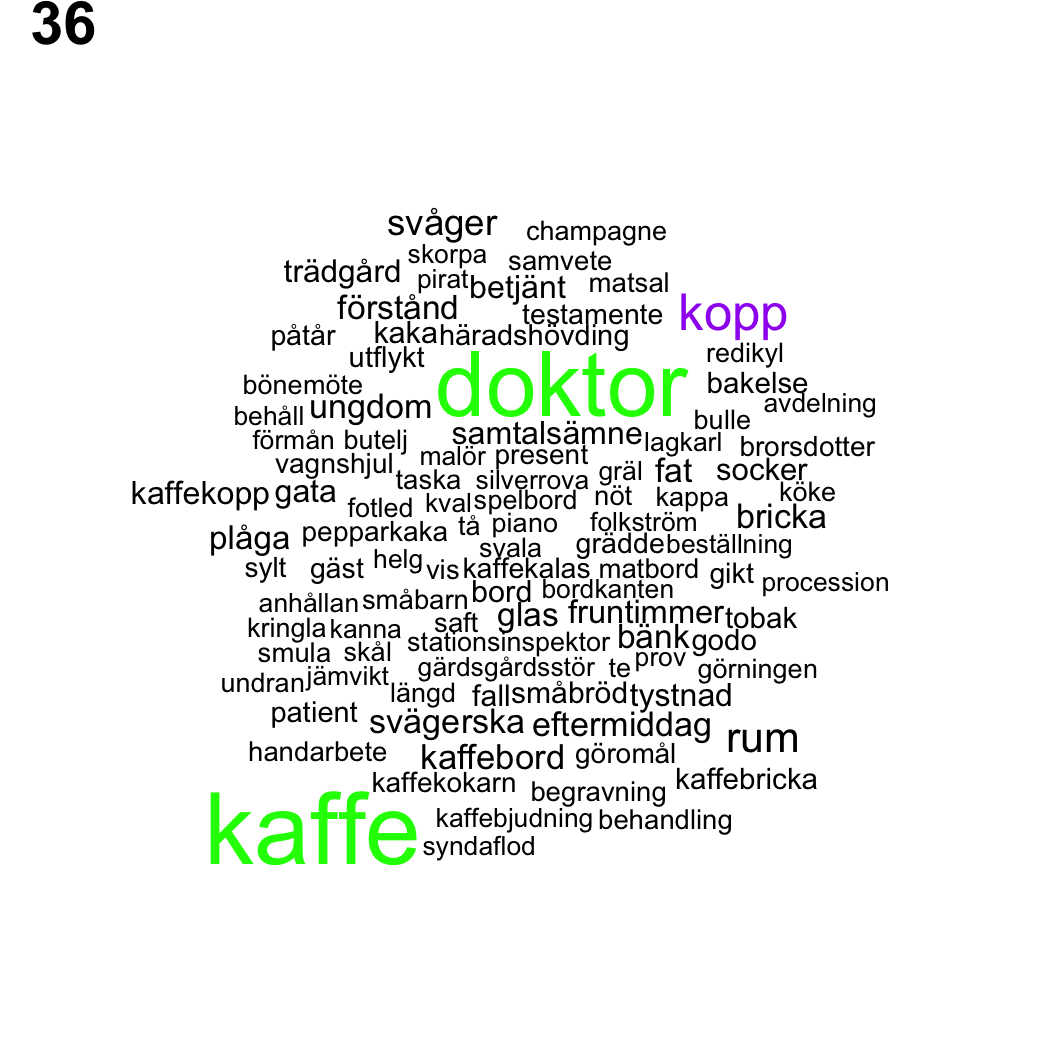 36
svåger champagne
skorpa samvete
trädgård pirat betjänt matsal
förstånd testamente kopp
påtår kaka häradshövding
utflykt doktor redikyl
bönemöte bakelse
behåll ungdom bulle avdelning
förmån butelj samtalsämne lagkarl brorsdotter
vagnshjul malör present
taska silverrova gräl fat socker
kaffekopp gata fotled kval spelbord nöt kappa köke
plåga pepparkaka tå piano folkström bricka
svala grädde beställning
sylt gäst helg vis kaffekalas matbord gikt procession
anhållan småbarn bord bordkanten
kringla kanna saft glas fruntimmer tobak
smula skål stationsinspektor bänk godo
undran jämvikt gärdsgårdsstör te prov görningen
längd fall småbröd tystnad
patient svägerska eftermiddag rum
handarbete kaffebord göromål
kaffekokarn begravning kaffebricka
kaffe kaffebjudning behandling
syndaflod